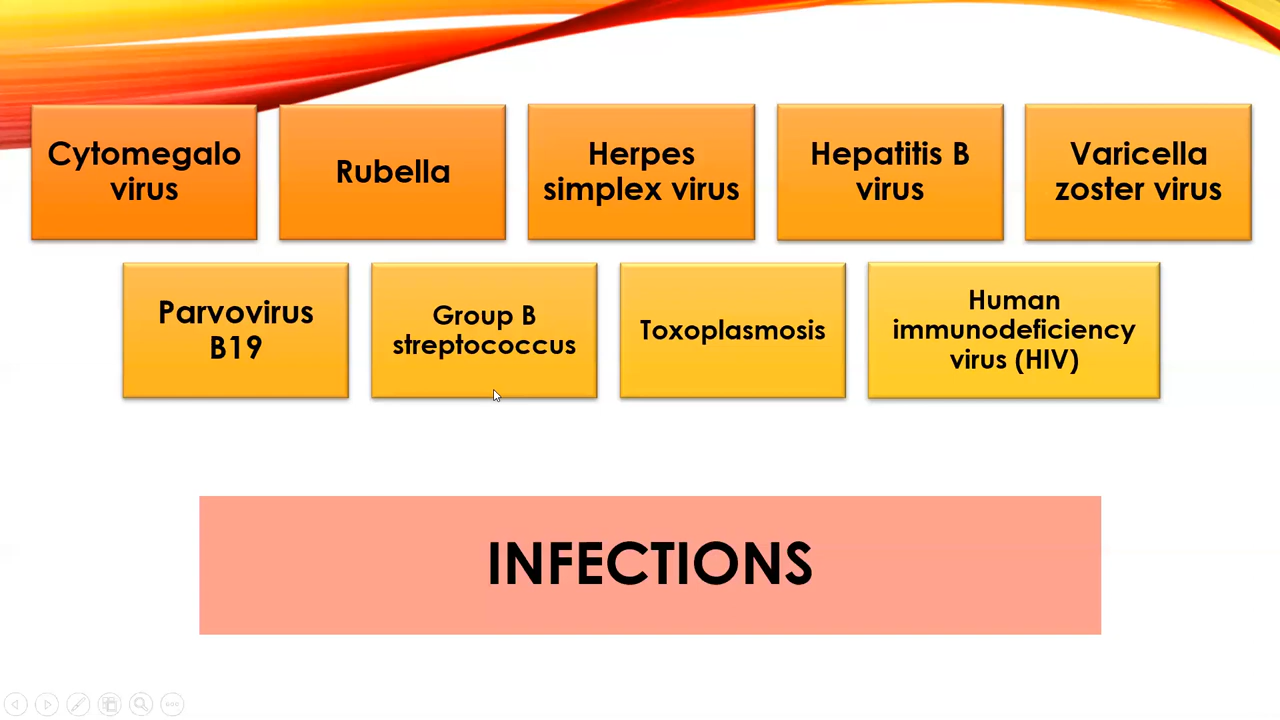 Cytomegalo
virus
Rubella
Herpes
simplex virus
Hepatitis B
virus
Varicella
zoster virus
Parvovirus
B19
Group B
streptococcus
Toxoplasmosis
Human
immunodeficiency
virus (HIV)
INFECTIONS